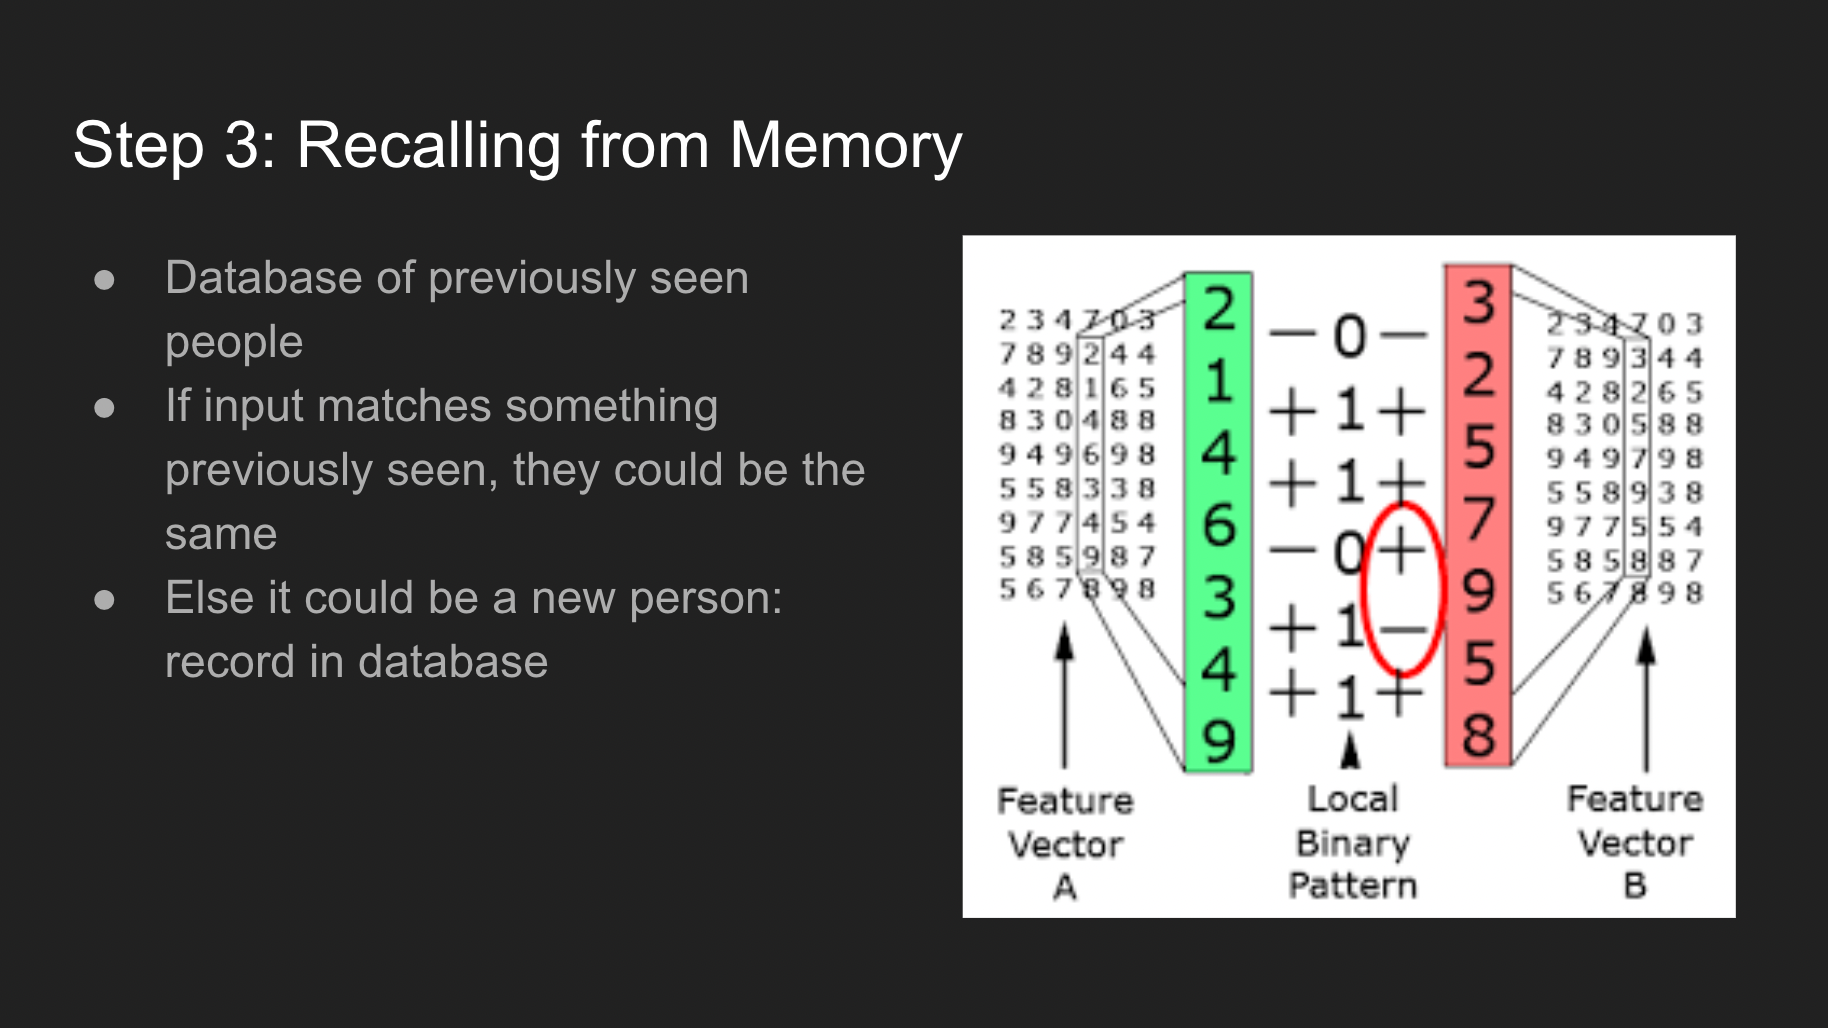 Step 3: Recalling from Memory
● Database of previously seen
people
● If input matches something
previously seen, they could be the
same
● Else it could be a new person:
record in database
2 3 4 7 0 3
7 8 9 2 4 4
4 2 8 1 6 5
8 3 0 4 8 8
9 4 9 6 9 8
5 5 8 3 3 8
9 7 7 4 5 4
5 8 5 9 8 7
5 6 7 8 9 8
Feature
Vector
A
2
1
4
6
3
4
9
− 0 −
+ 1 +
+ 1 +
− 0 +
+ 1 −
+ 1 +
Local
Binary
Pattern
3
2
5
7
9
5
8
2 3 4 7 0 3
7 8 9 3 4 4
4 2 8 2 6 5
8 3 0 5 8 8
9 4 9 7 9 8
5 5 8 9 3 8
9 7 7 5 5 4
5 8 5 8 8 7
5 6 7 8 9 8
Feature
Vector
B